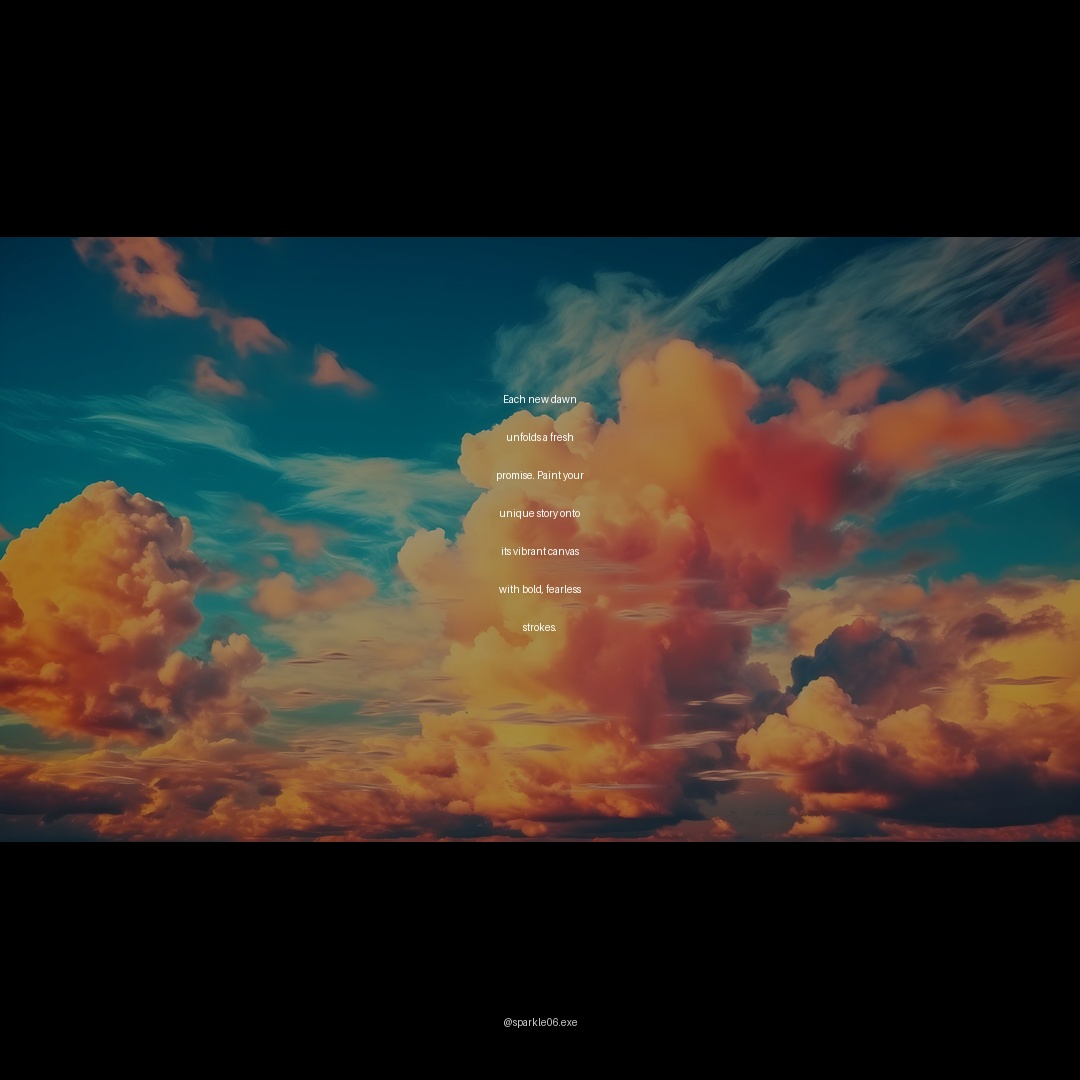 Each new dawn
unfolds a fresh
promise. Paint your
unique story onto
its vibrant canvas
with bold, fearless
strokes.
@sparkle06.exe